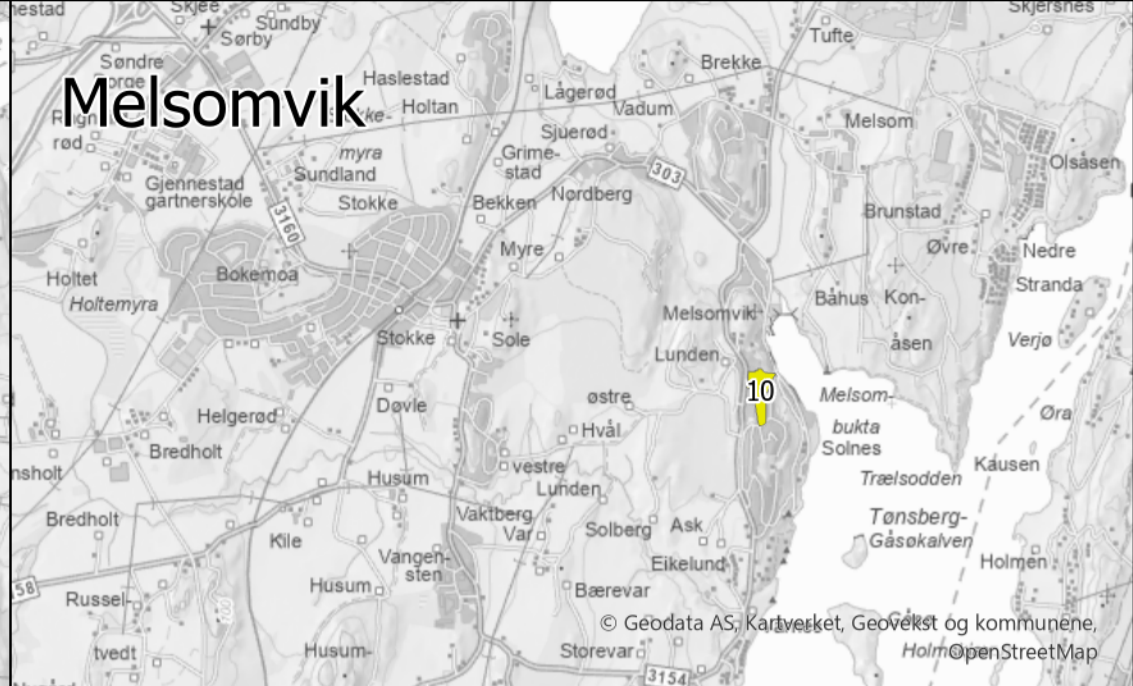 Skjee
Sundby
Sørby
Skjersnes
Tufte
Søndre
Brekke
Haslestad
Melsomvik
Holtan
Lågerød
Vadum
Melsom
rød
Sjuerød
myra
Grime-
stad
Sundland
303
Olsåsen
Gjennestad
gartnerskole
Stokke
Bekken
Nordberg
3160
Brunstad
Myre
Øvre
Nedre
Holtet
Bokemoa
Stranda
Holtemyra
Båhus
Kon-
åsen
Melsomvik
Stokke
Sole
Verjø
Lunden
10
østre
Melsom-
bukta
Døvle
Øra
Helgerød
Hvål
Solnes
Bredholt
vestre
Kausen
Husum
Lunden
Trælsodden
Bredholt
Vaktberg
Var
Solberg
Ask
Tønsberg-
Gåsøkalven
Kile
Vangen-
sten
Eikelund
Holmen
58
Husum
Bærevar
Russel-
tvedt
100
© Geodata AS, Kartverket, Geovekst og kommunene,
OpenStreetMap
Husum-
Storevar
3154